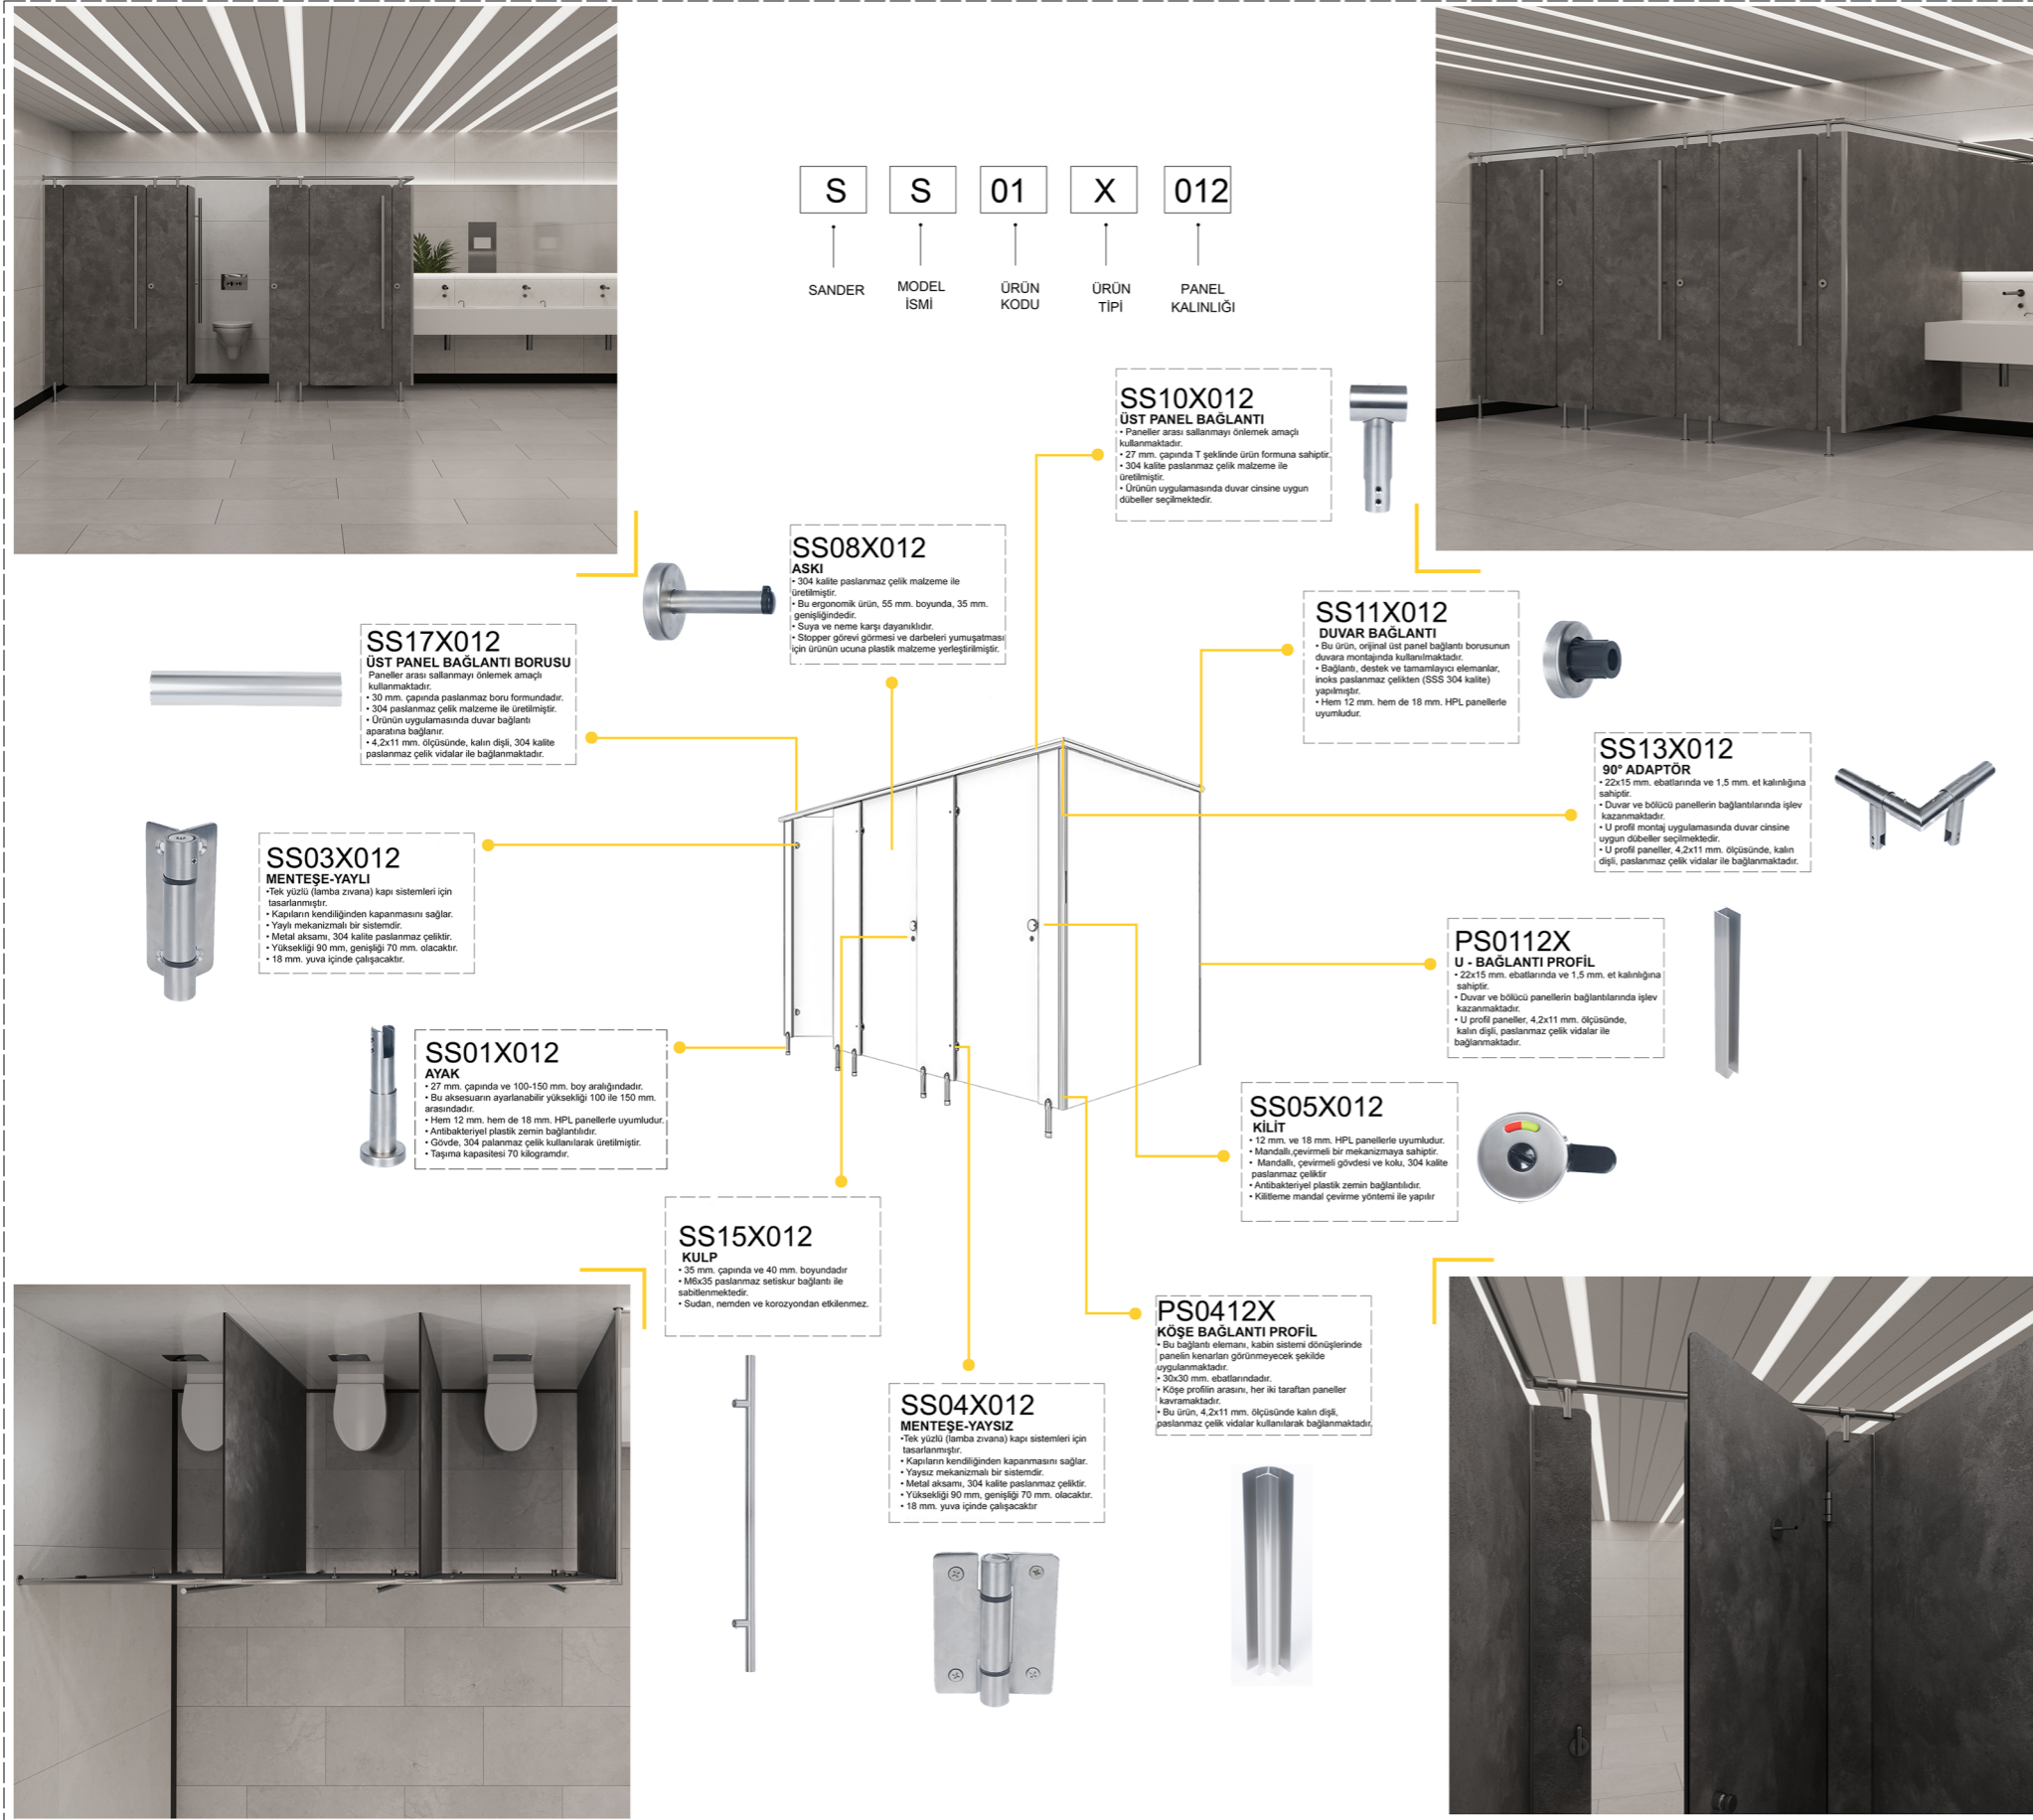 S S 01 X 012
SANDER
MODEL
İSMİ
ÜRÜN
KODU
ÜRÜN
TİPİ
PANEL
KALINLIĞI
SS10X012
ÜST PANEL BAĞLANTI
• Paneller arası sallanmayı önlemek amaçlı
kullanmaktadır.
• 27 mm. çapında T şeklinde ürün formuna sahiptir.
• 304 kalite paslanmaz çelik malzeme ile
üretilmiştir.
• Ürünün uygulamasında duvar cinsine uygun
dübeller seçilmektedir.
SS08X012
ASKI
• 304 kalite paslanmaz çelik malzeme ile
üretilmiştir.
• Bu ergonomik ürün, 55 mm. boyunda, 35 mm.
genişliğindedir.
• Suya ve neme karşı dayanıklıdır.
• Stopper görevi görmesi ve darbeleri yumuşatması
için ürünün ucuna plastik malzeme yerleştirilmiştir.
SS17X012
ÜST PANEL BAĞLANTI BORUSU
Paneller arası sallanmayı önlemek amaçlı
kullanmaktadır.
• 30 mm. çapında paslanmaz boru formundadır.
• 304 paslanmaz çelik malzeme ile üretilmiştir.
• Ürünün uygulamasında duvar bağlantı
aparatına bağlanır.
• 4,2x11 mm. ölçüsünde, kalın dişli, 304 kalite
paslanmaz çelik vidalar ile bağlanmaktadır.
SS11X012
DUVAR BAĞLANTI
• Bu ürün, orijinal üst panel bağlantı borusunun
duvara montajında kullanılmaktadır.
• Bağlantı, destek ve tamamlayıcı elemanlar,
inoks paslanmaz çelikten (SSS 304 kalite)
yapılmıştır.
• Hem 12 mm. hem de 18 mm. HPL panellerle
uyumludur.
SS13X012
90° ADAPTÖR
• 22x15 mm. ebatlarında ve 1,5 mm. et kalınlığına
sahiptir.
• Duvar ve bölücü panellerin bağlantılarında işlev
kazanmaktadır.
• U profil montaj uygulamasında duvar cinsine
uygun dübeller seçilmektedir.
• U profil paneller, 4,2x11 mm. ölçüsünde, kalın
dişli, paslanmaz çelik vidalar ile bağlanmaktadır.
SS03X012
MENTEŞE-YAYLI
•Tek yüzlü (lamba zıvana) kapı sistemleri için
tasarlanmıştır.
• Kapıların kendiliğinden kapanmasını sağlar.
• Yaylı mekanizmalı bir sistemdir.
• Metal aksamı, 304 kalite paslanmaz çeliktir.
• Yüksekliği 90 mm, genişliği 70 mm. olacaktır.
• 18 mm. yuva içinde çalışacaktır.
PS0112X
U - BAĞLANTI PROFİL
• 22x15 mm. ebatlarında ve 1,5 mm. et kalınlığına
sahiptir.
• Duvar ve bölücü panellerin bağlantılarında işlev
kazanmaktadır.
• U profil paneller, 4,2x11 mm. ölçüsünde,
kalın dişli, paslanmaz çelik vidalar ile
bağlanmaktadır.
SS01X012
AYAK
• 27 mm. çapında ve 100-150 mm. boy aralığındadır.
• Bu aksesuarın ayarlanabilir yüksekliği 100 ile 150 mm.
arasındadır.
• Hem 12 mm. hem de 18 mm. HPL panellerle uyumludur.
• Antibakteriyel plastik zemin bağlantılıdır.
• Gövde, 304 palanmaz çelik kullanılarak üretilmiştir.
• Taşıma kapasitesi 70 kilogramdır.
SS05X012
KİLİT
• 12 mm. ve 18 mm. HPL panellerle uyumludur.
• Mandallı,çevirmeli bir mekanizmaya sahiptir.
• Mandallı, çevirmeli gövdesi ve kolu, 304 kalite
paslanmaz çeliktir
• Antibakteriyel plastik zemin bağlantılıdır.
• Kilitleme mandal çevirme yöntemi ile yapılır
SS15X012
KULP
• 35 mm. çapında ve 40 mm. boyundadır
• M6x35 paslanmaz setiskur bağlantı ile
sabitlenmektedir.
• Sudan, nemden ve korozyondan etkilenmez.
PS0412X
KÖŞE BAĞLANTI PROFİL
• Bu bağlantı elemanı, kabin sistemi dönüşlerinde
panelin kenarları görünmeyecek şekilde
uygulanmaktadır.
• 30x30 mm. ebatlarındadır.
• Köşe profilin arasını, her iki taraftan paneller
kavramaktadır.
• Bu ürün, 4,2x11 mm. ölçüsünde kalın dişli,
paslanmaz çelik vidalar kullanılarak bağlanmaktadır.
SS04X012
MENTEŞE-YAYSIZ
•Tek yüzlü (lamba zıvana) kapı sistemleri için
tasarlanmıştır.
• Kapıların kendiliğinden kapanmasını sağlar.
• Yaysız mekanizmalı bir sistemdir.
• Metal aksamı, 304 kalite paslanmaz çeliktir.
• Yüksekliği 90 mm, genişliği 70 mm. olacaktır.
• 18 mm. yuva içinde çalışacaktır